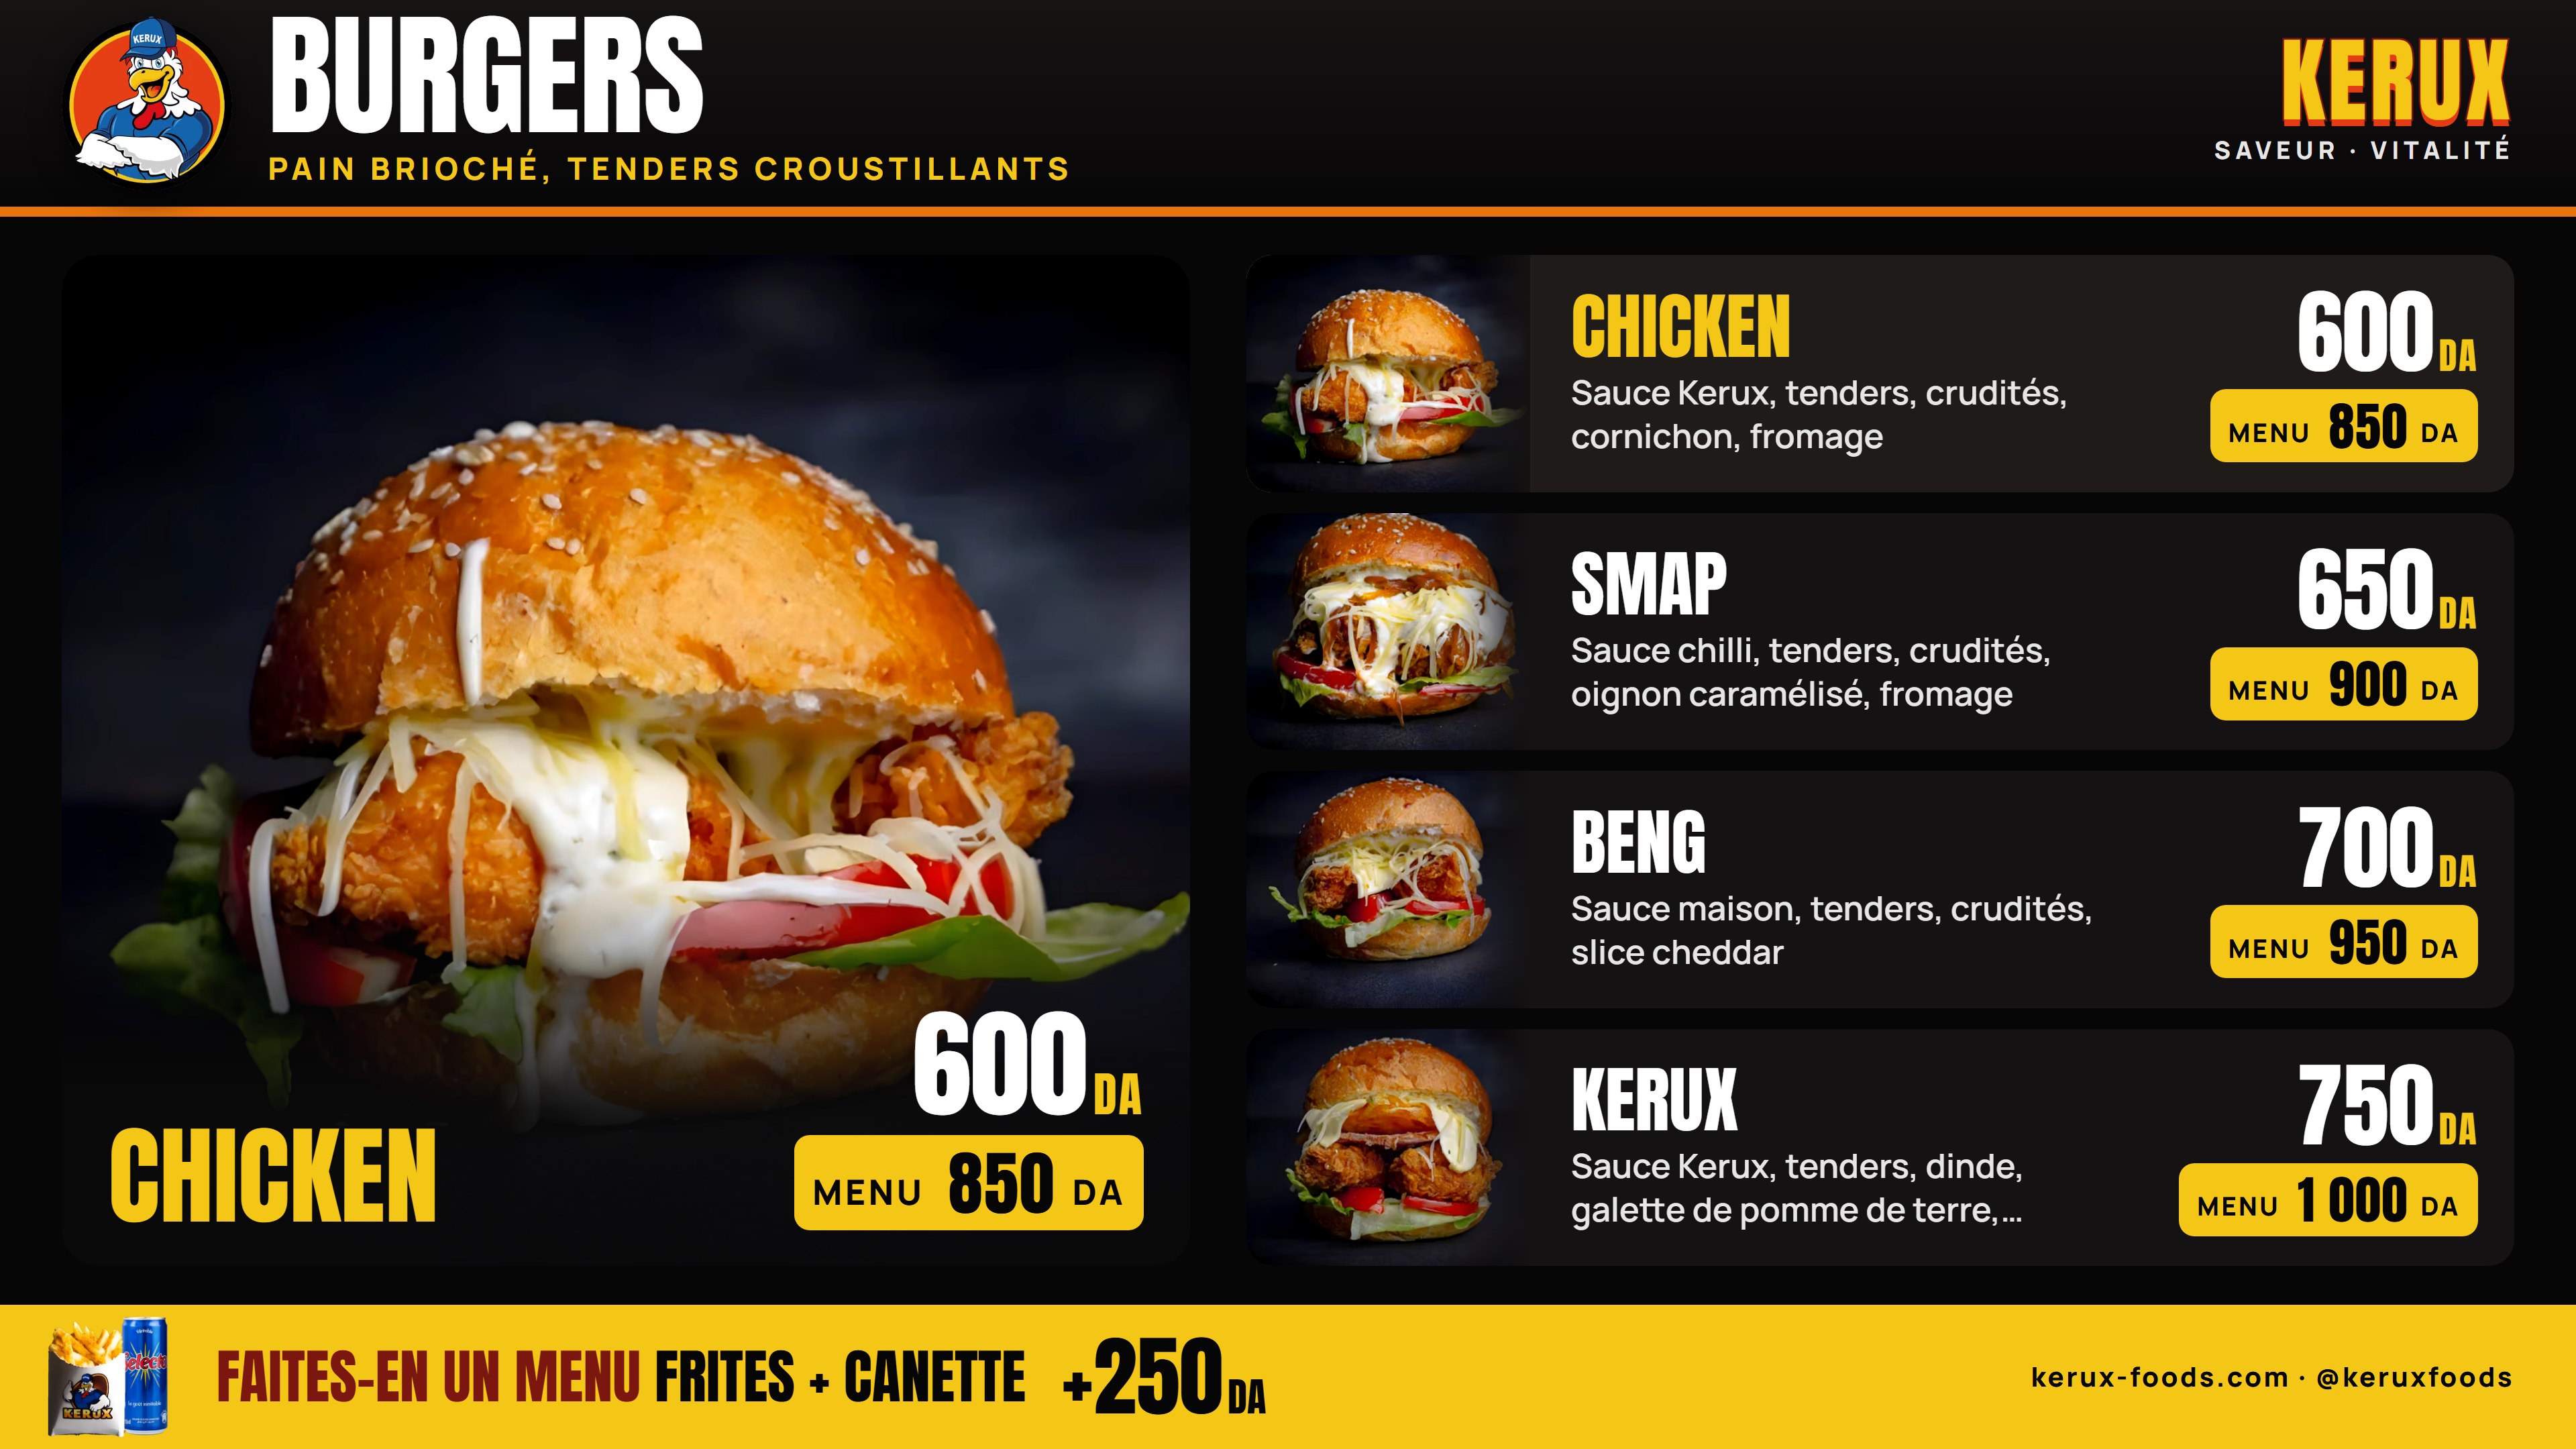 KERUX
BURGERS
PAIN BRIOCHÉ, TENDERS CROUSTILLANTS
KERUX
SAVEUR · VITALITÉ
600 DA
CHICKEN
MENU 850 DA
CHICKEN
Sauce Kerux, tenders, crudités,
cornichon, fromage
600 DA
MENU 850 DA
SMAP
Sauce chilli, tenders, crudités,
oignon caramélisé, fromage
650 DA
MENU 900 DA
BENG
Sauce maison, tenders, crudités,
slice cheddar
700 DA
MENU 950 DA
KERUX
Sauce Kerux, tenders, dinde,
galette de pomme de terre,...
750 DA
MENU 1 000 DA
KERUX
FAITES-EN UN MENU FRITES + CANETTE +250 DA
kerux-foods.com · @keruxfoods